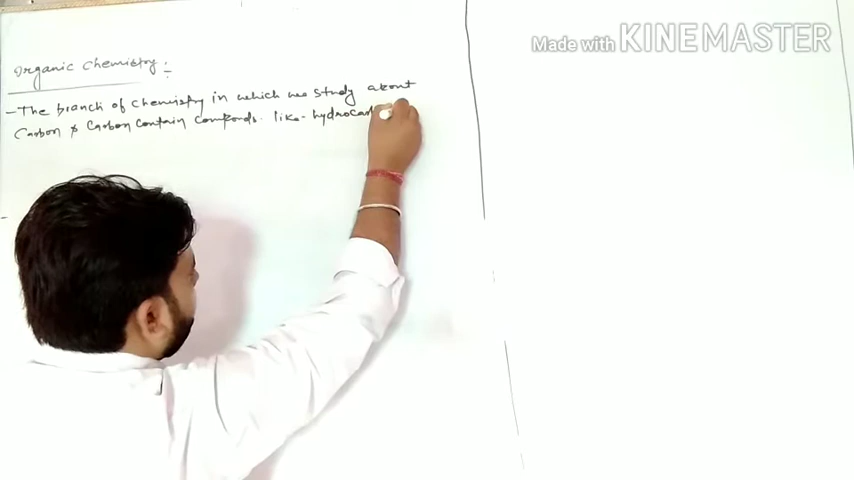 Organic Chemistry :
- The branch of chemistry in which we study about
Carbon & Carbon contain componds. like - hydrocar
Made with KINEMASTER